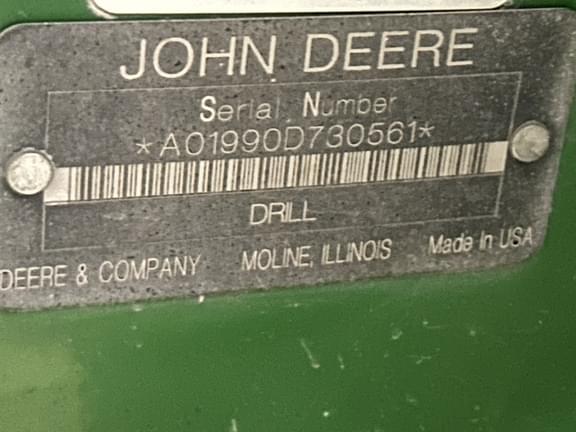 JOHN DEERE
Serial Number
*A01990D730561*
DRILL
DEERE & COMPANY MOLINE, ILLINOIS Made In USA